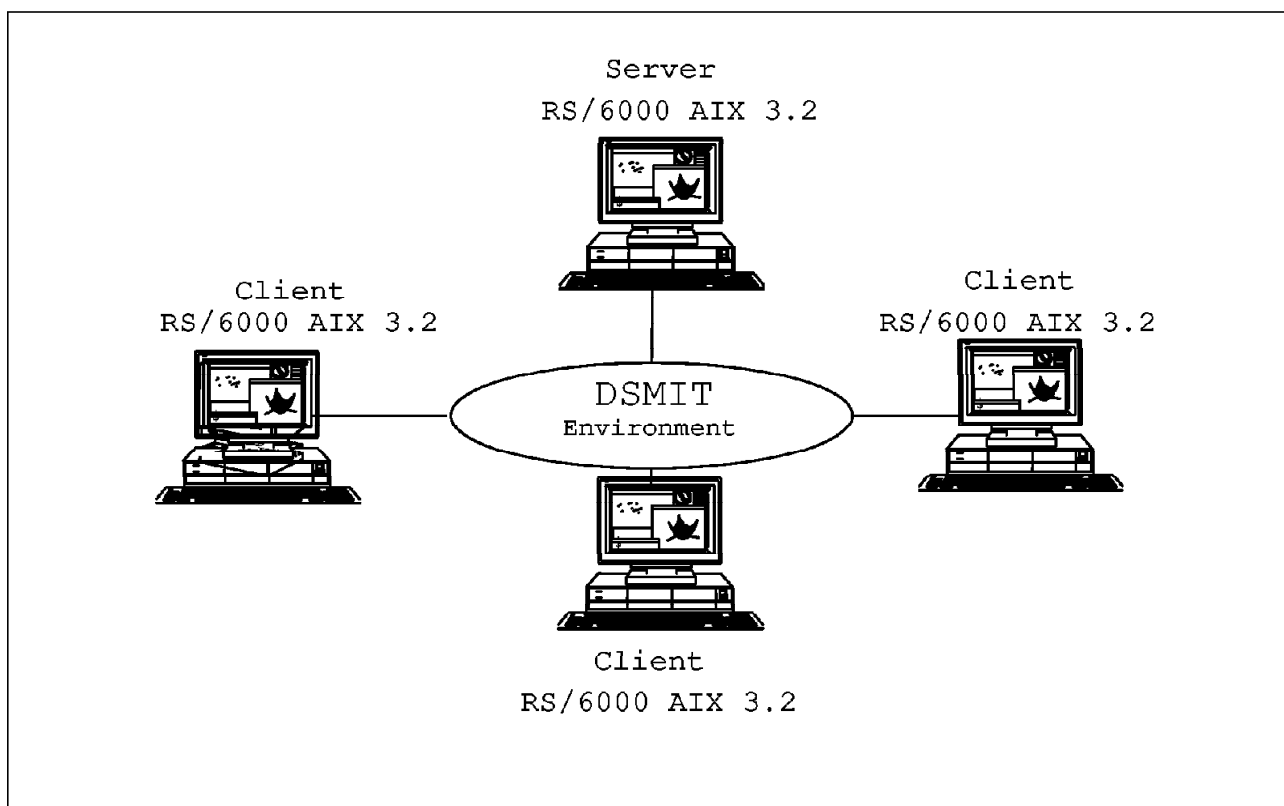 Server
RS/6000 AIX 3.2
Client
RS/6000 AIX 3.2
Client
RS/6000 AIX 3.2
DSMIT
Environment
Client
RS/6000 AIX 3.2